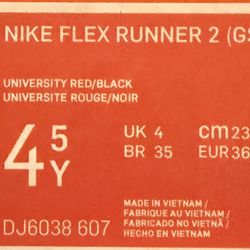 NIKE FLEX RUNNER 2 (GS
UNIVERSITY RED/BLACK
UNIVERSITE ROUGE/NOIR
4 5Y
UK 4 cm 23
BR 35 EUR 36
MADE IN VIETNAM /
FABRIQUE AU VIETNAM /
FABRICADO NO VIETNÃ /
HECHO EN VIETNAM
DJ6038 607